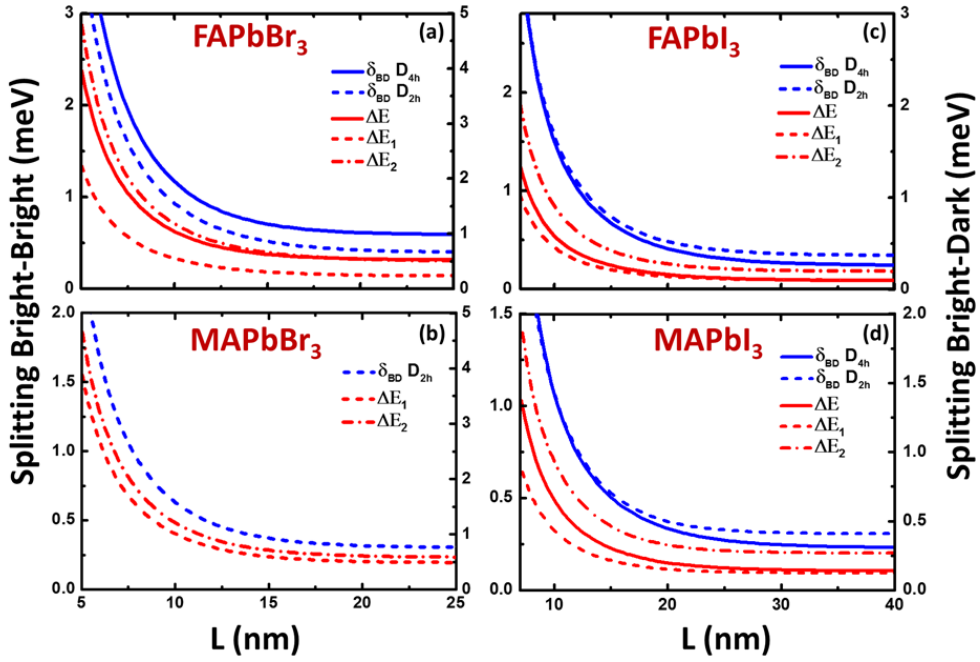 Splitting Bright-Bright (meV)
Splitting Bright-Dark (meV)
FAPbBr3
(a)
δBD D4h
δBD D2h
ΔE
ΔE1
ΔE2
3
2
1
0
5
4
3
2
1
0
FAPbI3
(c)
δBD D4h
δBD D2h
ΔE
ΔE1
ΔE2
2
1
0
3
2
1
0
MAPbBr3
(b)
δBD D2h
ΔE1
ΔE2
2.0
1.5
1.0
0.5
0.0
5
4
3
2
1
0
5
10
15
20
25
L (nm)
MAPbI3
(d)
δBD D4h
δBD D2h
ΔE
ΔE1
ΔE2
1.5
1.0
0.5
0.0
2.0
1.5
1.0
0.5
0.0
10
20
30
40
L (nm)